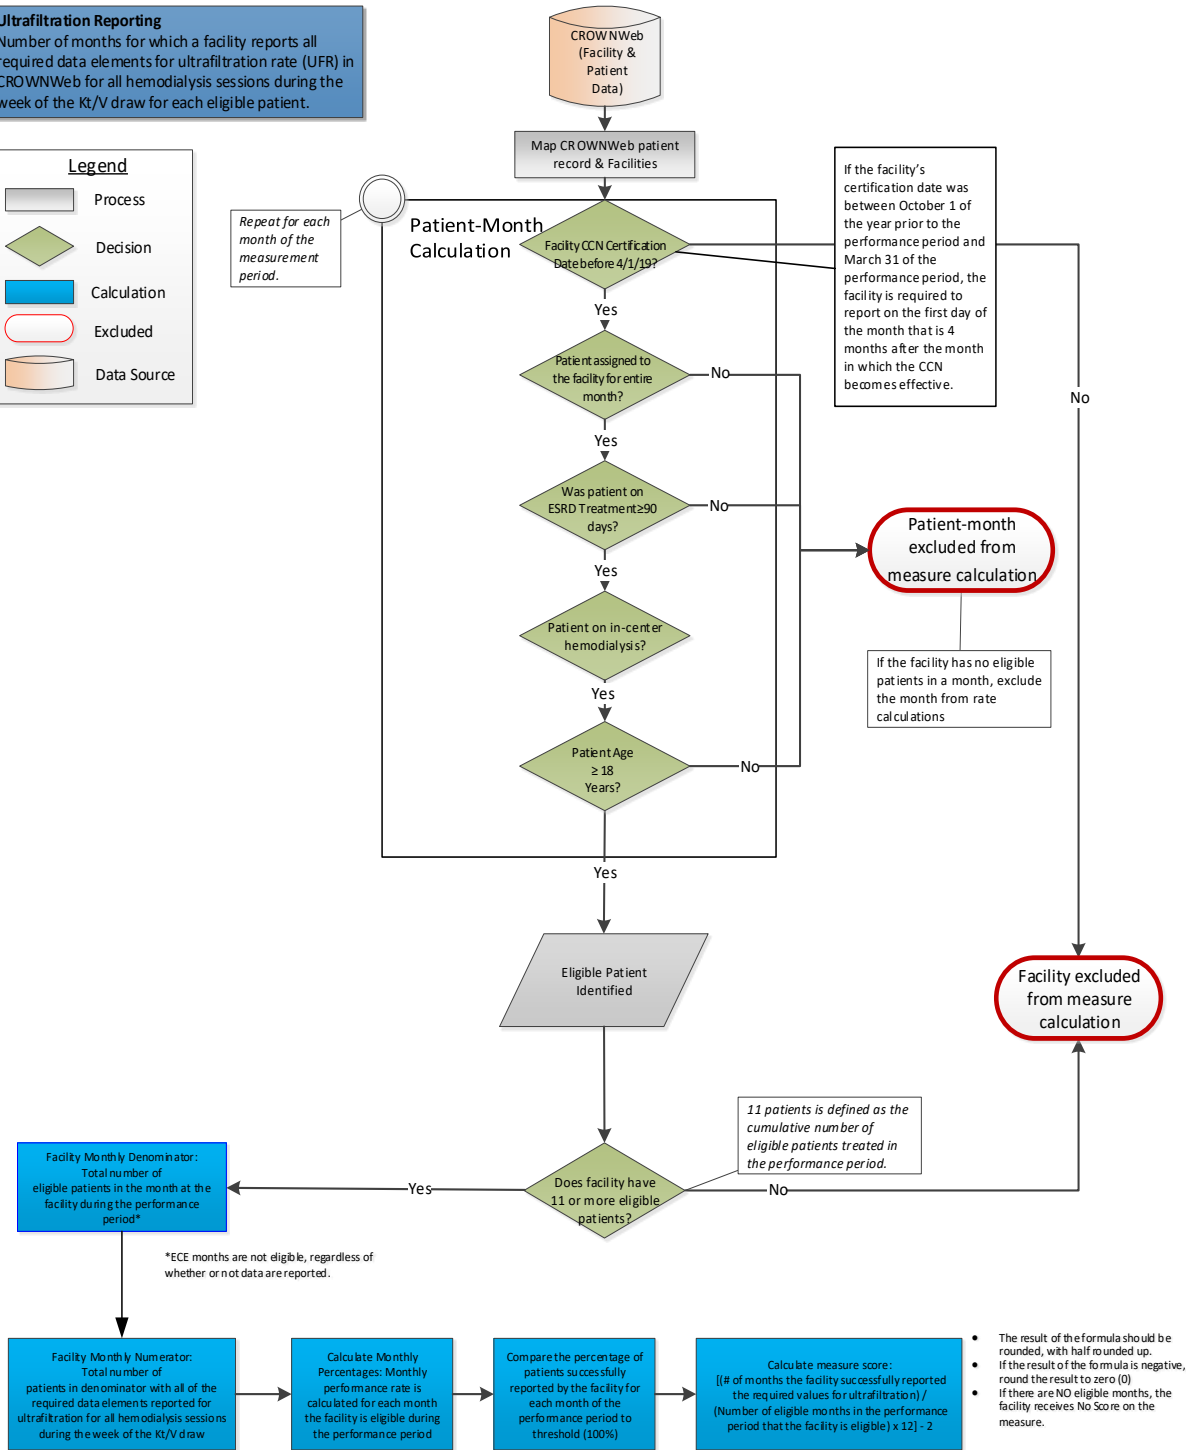 Ultrafiltration Reporting
Number of months for which a facility reports all
required data elements for ultrafiltration rate (UFR) in
CROWNWeb for all hemodialysis sessions during the
week of the Kt/V draw for each eligible patient.
CROWNWeb
(Facility &
Patient
Data)
Map CROWNWeb patient
record & Facilities
Legend
Process
Decision
Calculation
Excluded
Data Source
Repeat for each
month of the
measurement
period.
Patient-Month
Calculation
Facility CCN Certification
Date before 4/1/19?
If the facility's
certification date was
between October 1 of
the year prior to the
performance period and
March 31 of the
performance period, the
facility is required to
report on the first day of
the month that is 4
months after the month
in which the CCN
becomes effective.
No
Yes
Patient assigned to
the facility for entire
month?
No
Yes
Was patient on
ESRD Treatment≥90
days?
No
Patient-month
excluded from
measure calculation
Yes
Patient on in-center
hemodialysis?
If the facility has no eligible
patients in a month, exclude
the month from rate
calculations
Yes
Patient Age
≥ 18
Years?
No
Yes
Eligible Patient
Identified
Facility excluded
from measure
calculation
11 patients is defined as the
cumulative number of
eligible patients treated in
the performance period.
Does facility have
11 or more eligible
patients?
No
Yes
Facility Monthly Denominator:
Total number of
eligible patients in the month at the
facility during the performance
period*
*ECE months are not eligible, regardless of
whether or not data are reported.
Facility Monthly Numerator:
Total number of
patients in denominator with all of the
required data elements reported for
ultrafiltration for all hemodialysis sessions
during the week of the Kt/V draw
Calculate Monthly
Percentages: Monthly
performance rate is
calculated for each month
the facility is eligible during
the performance period
Compare the percentage of
patients successfully
reported by the facility for
each month of the
performance period to
threshold (100%)
Calculate measure score:
[(# of months the facility successfully reported
the required values for ultrafiltration) /
(Number of eligible months in the performance
period that the facility is eligible) x 12] - 2
• The result of the formula should be
rounded, with half rounded up.
• If the result of the formula is negative,
round the result to zero (0)
• If there are NO eligible months, the
facility receives No Score on the
measure.